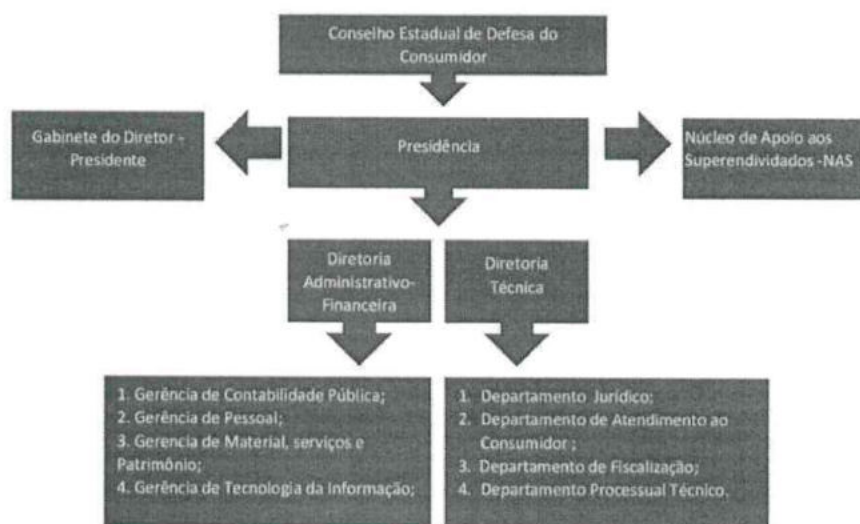 Conselho Estadual de Defesa do
Consumidor
Gabinete do Diretor -
Presidente
Presidência
Núcleo de Apoio aos
Superendividados -NAS
Diretoria
Administrativo-
Financeira
Diretoria
Técnica
1. Gerência de Contabilidade Pública;
2. Gerência de Pessoal;
3. Gerencia de Material, serviços e
Patrimônio;
4. Gerência de Tecnologia da Informação;
1. Departamento Jurídico;
2. Departamento de Atendimento ao
Consumidor ;
3. Departamento de Fiscalização;
4. Departamento Processual Técnico.